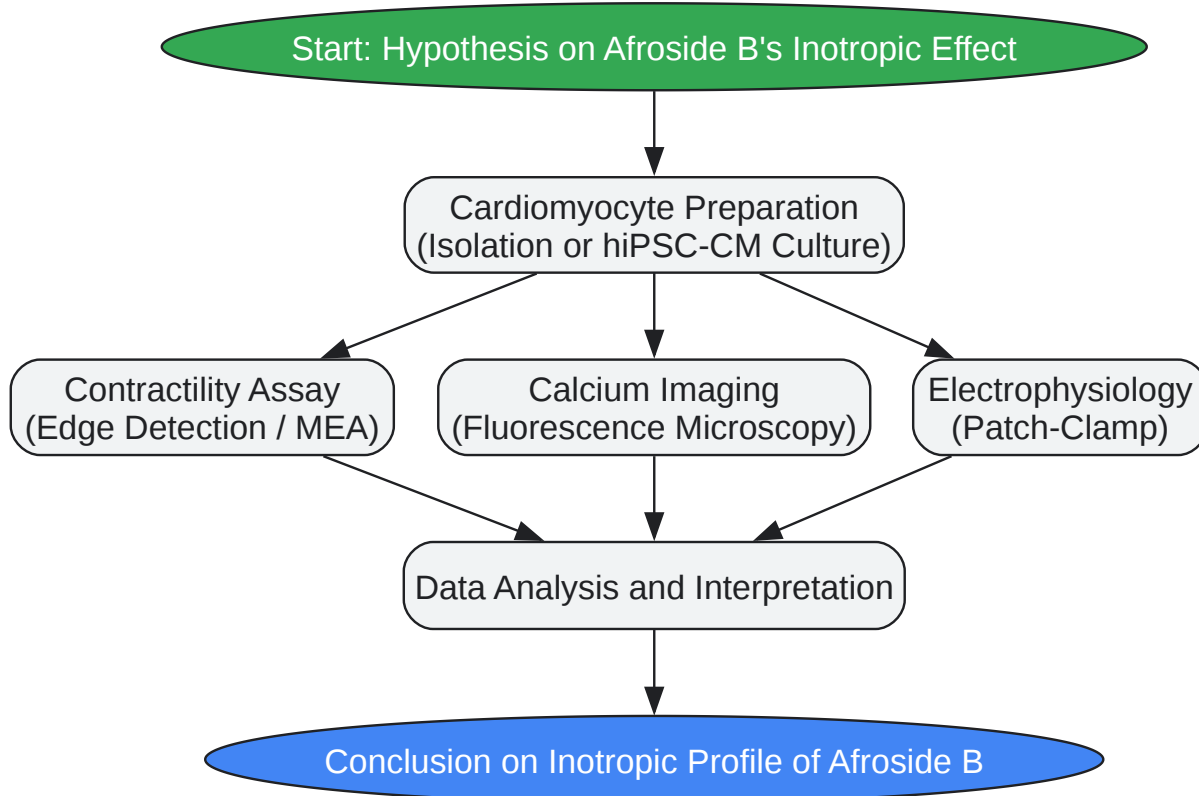 Start: Hypothesis on Afroside B's Inotropic Effect
Cardiomyocyte Preparation
(Isolation or hiPSC-CM Culture)
Contractility Assay
(Edge Detection / MEA)
Calcium Imaging
(Fluorescence Microscopy)
Electrophysiology
(Patch-Clamp)
Data Analysis and Interpretation
Conclusion on Inotropic Profile of Afroside B